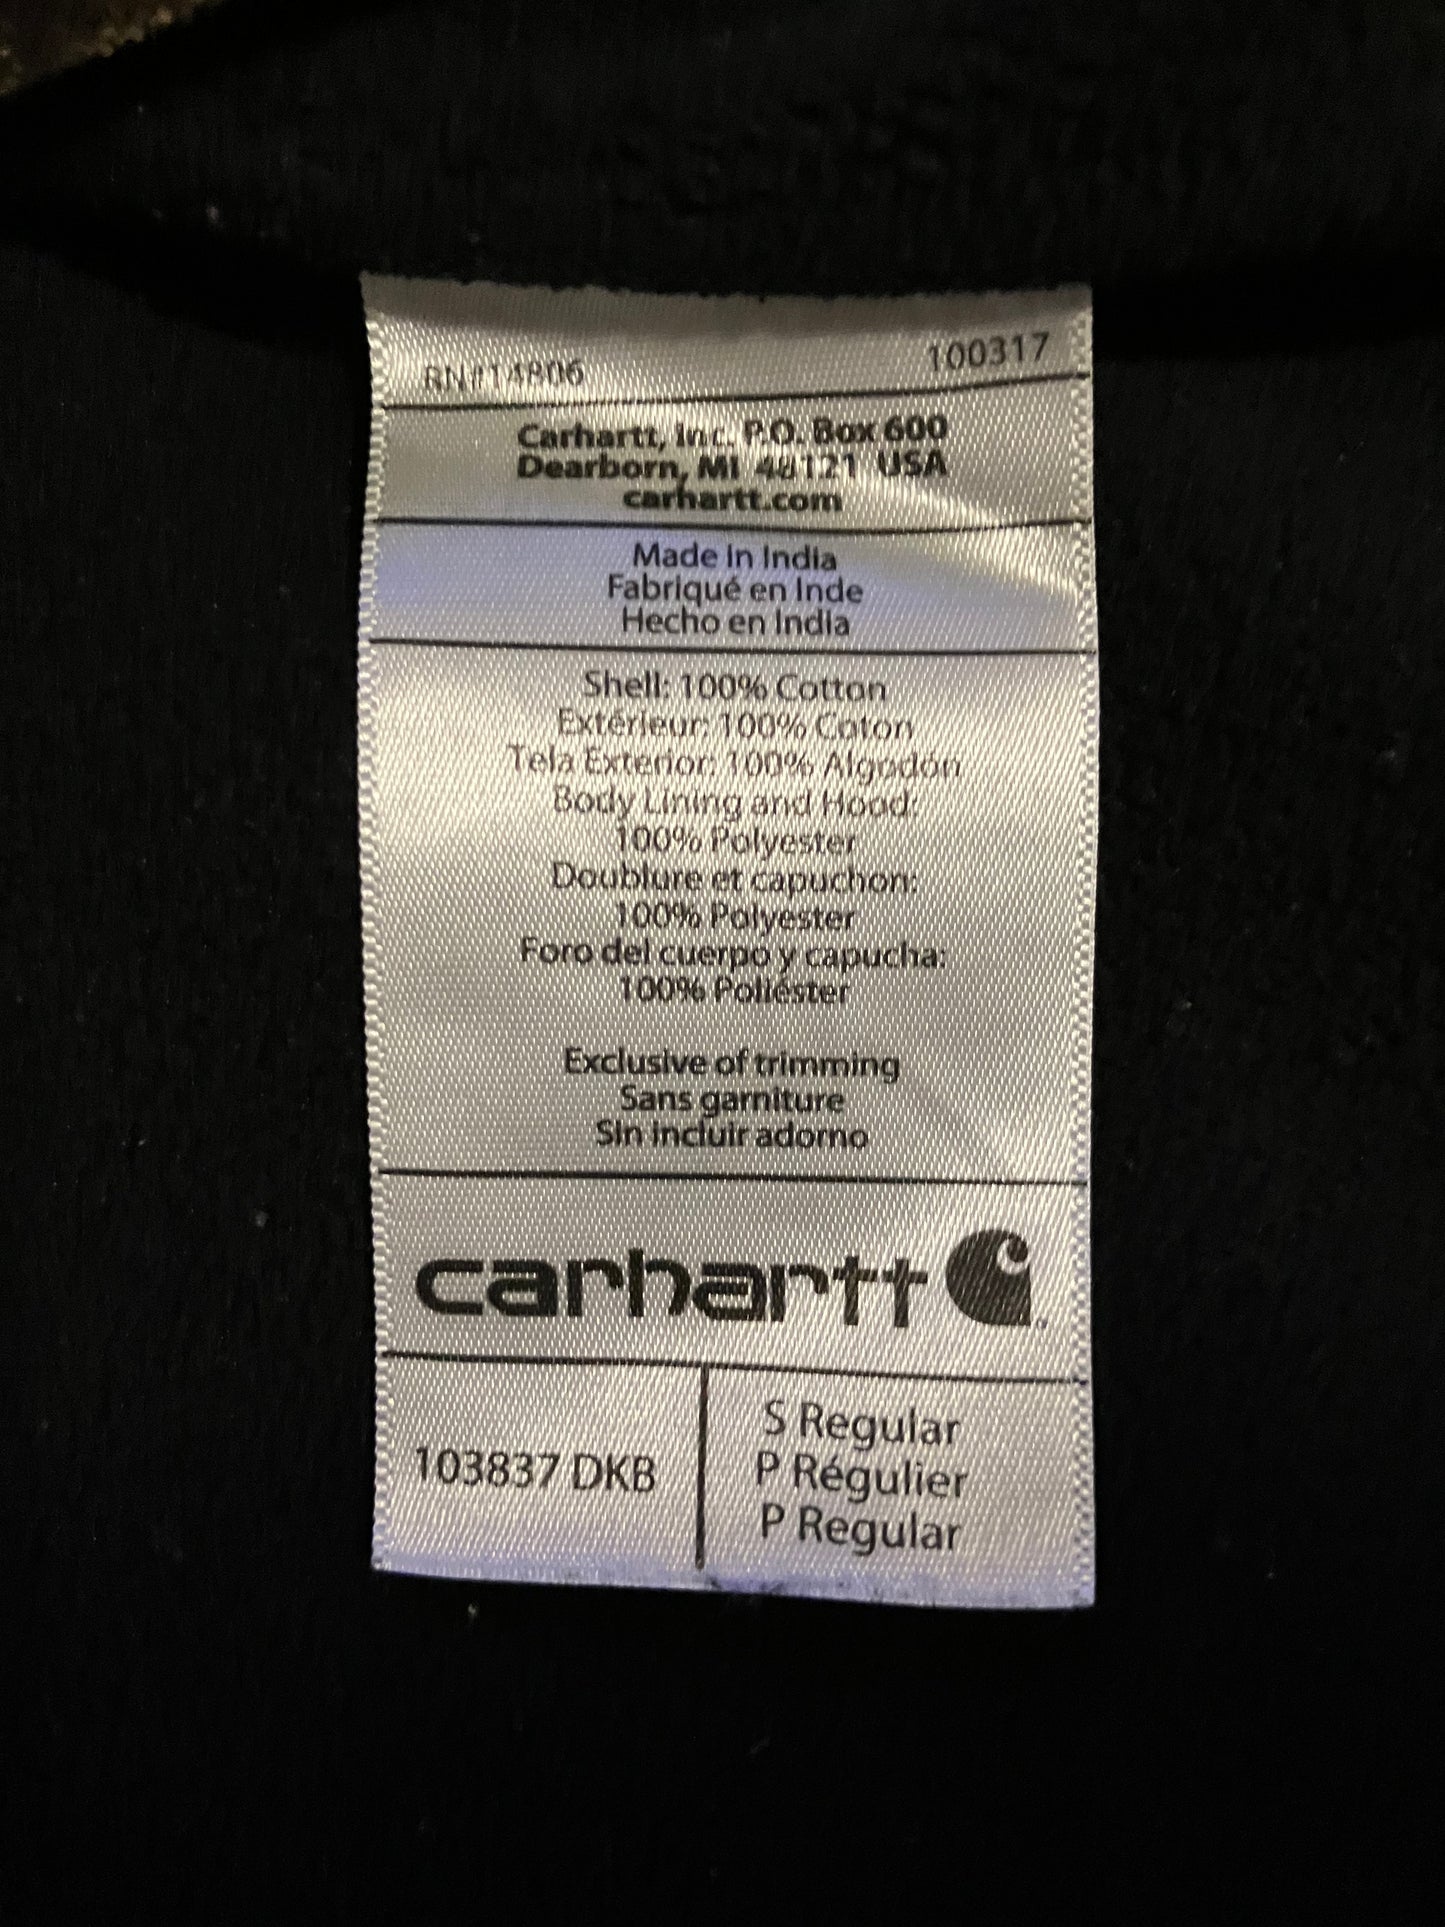 RN#14806
100317
Carhartt, Inc. P.O. Box 600
Dearborn, MI 48121 USA
carhartt.com
Made in India
Fabriqué en Inde
Hecho en India
Shell: 100% Cotton
Extérieur: 100% Coton
Tela Exterior: 100% Algodón
Body Lining and Hood:
100% Polyester
Doublure et capuchon:
100% Polyester
Foro del cuerpo y capucha:
100% Poliéster
Exclusive of trimming
Sans garniture
Sin incluir adorno
carhartt
103837 DKB
S Regular
P Régulier
P Regular